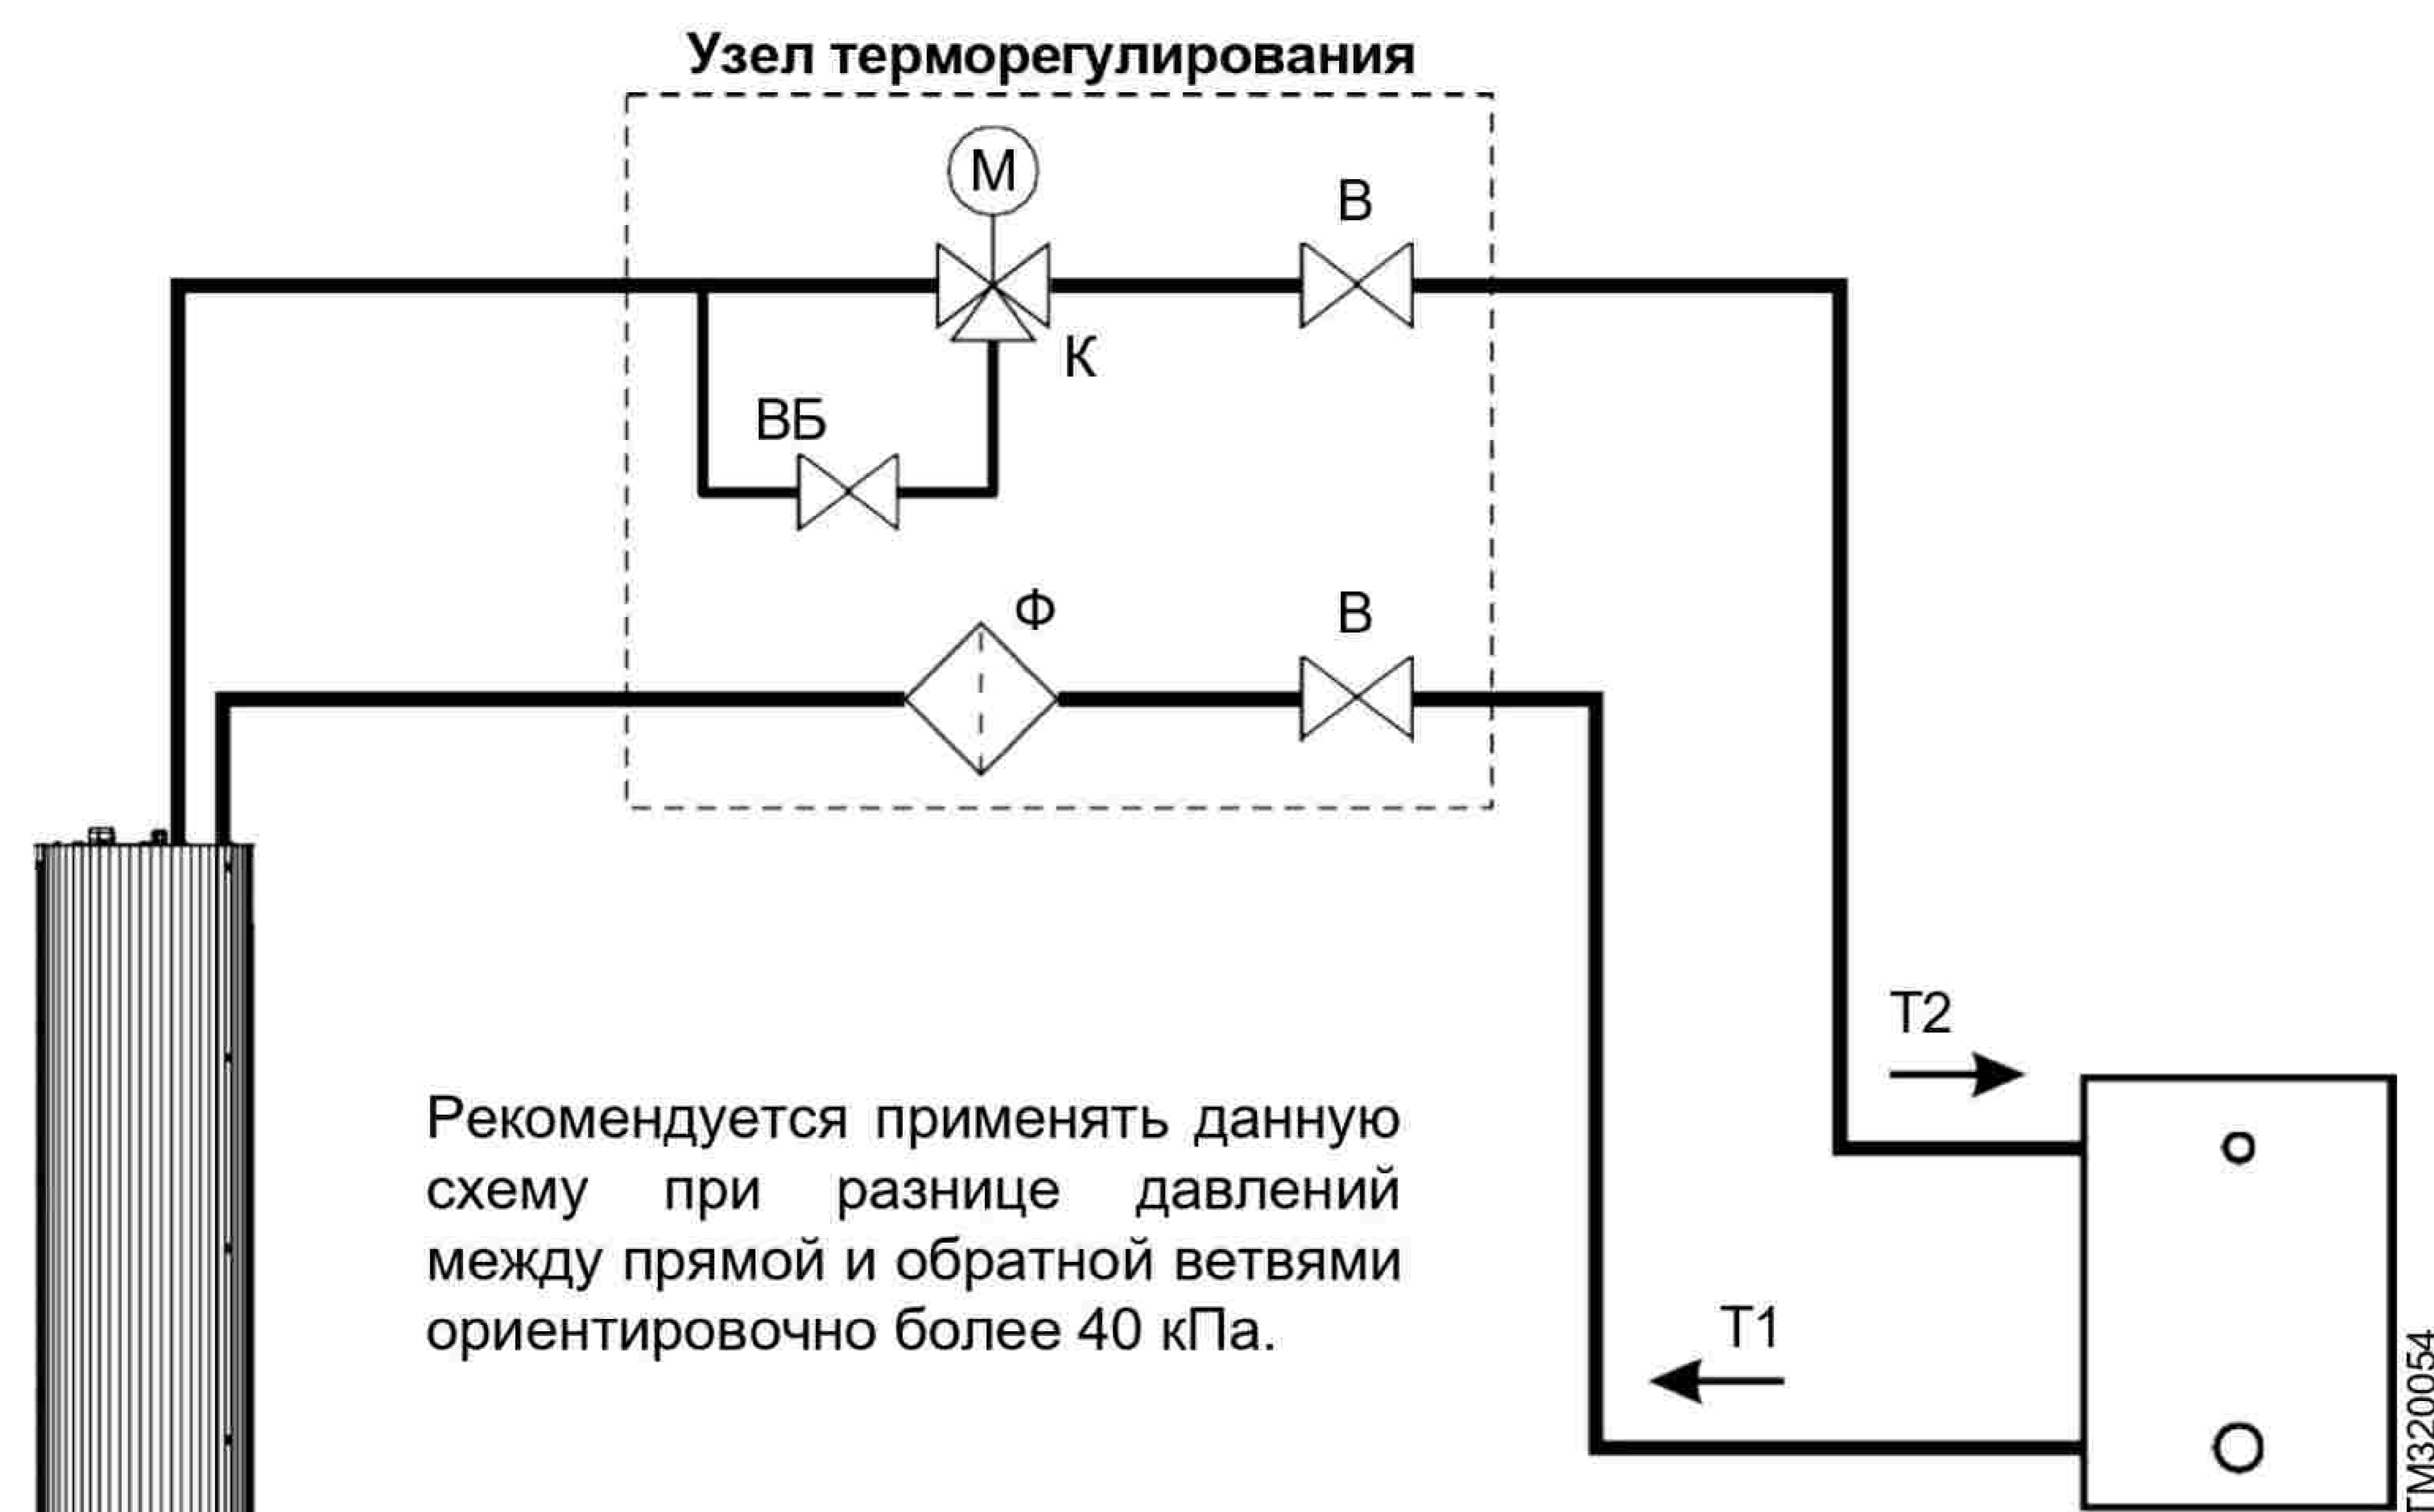 Узел терморегулирования
М
В
К
ВБ
Ф
В
Т2
Рекомендуется применять данную
схему при разнице давлений
между прямой и обратной ветвями
ориентировочно более 40 кПа.
Т1
ТМ320054